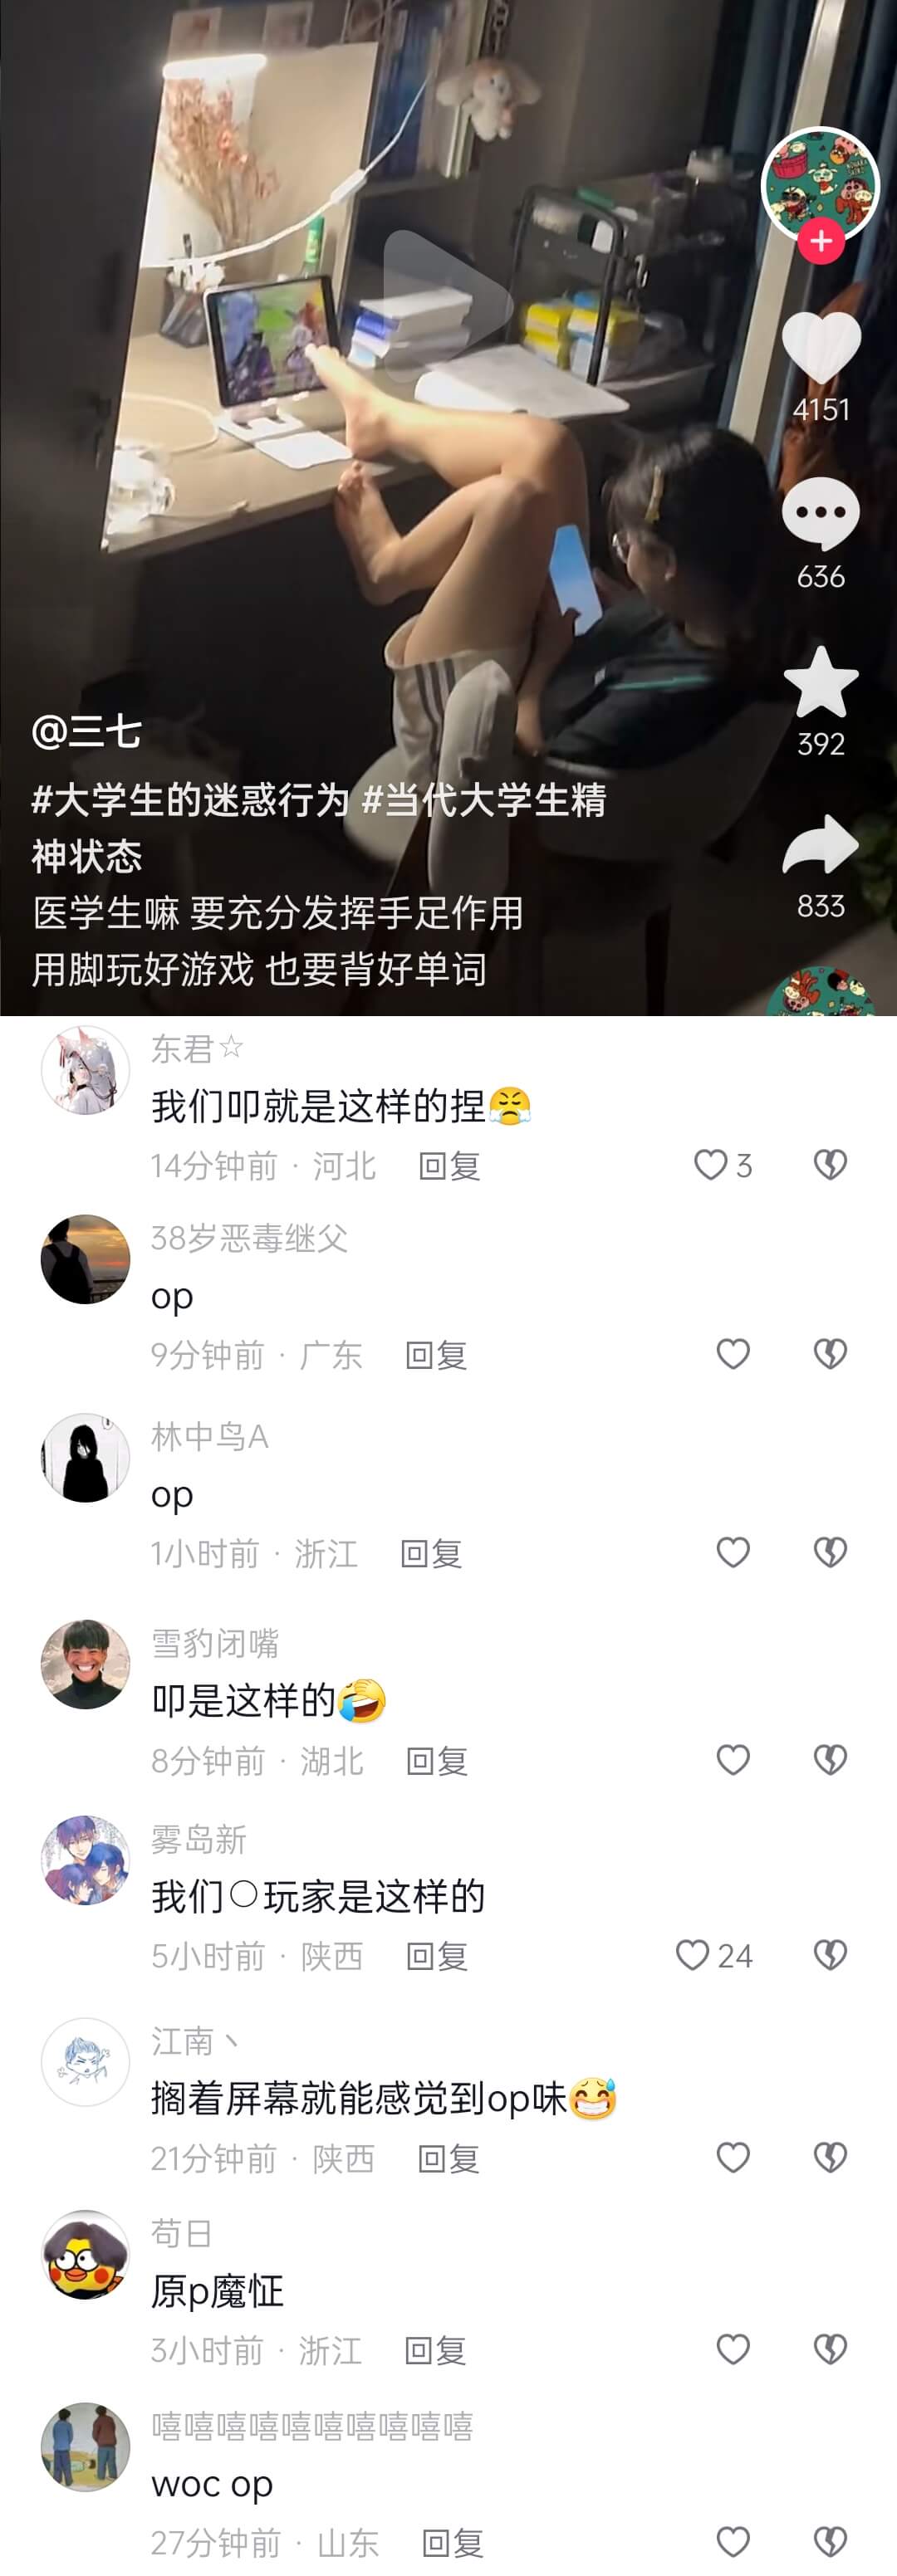 4151
636
392
833
@三七
#大学生的迷惑行为 #当代大学生精
神状态
医学生嘛 要充分发挥手足作用
用脚玩好游戏 也要背好单词
东君☆
我们叩就是这样的捏😤
14分钟前 · 河北 回复 3
38岁恶毒继父
op
9分钟前 · 广东 回复
林中鸟A
op
1小时前 · 浙江 回复
雪豹闭嘴
叩是这样的🤣
8分钟前 · 湖北 回复
雾岛新
我们○玩家是这样的
5小时前 · 陕西 回复 24
江南丶
搁着屏幕就能感觉到op味😅
21分钟前 · 陕西 回复
苟日
原p魔怔
3小时前 · 浙江 回复
嘻嘻嘻嘻嘻嘻嘻嘻嘻嘻
woc op
27分钟前 · 山东 回复